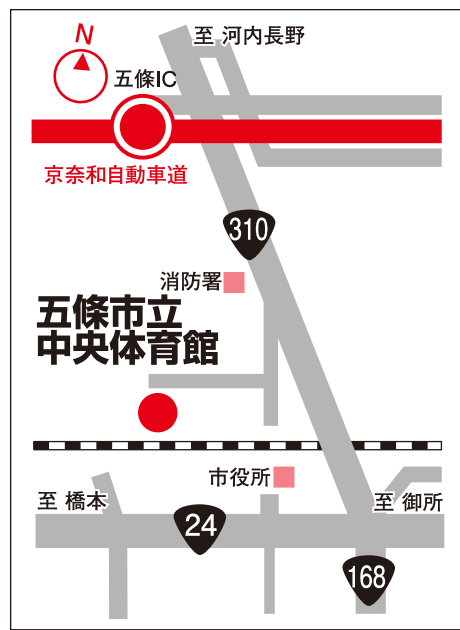 N
至 河内長野
五條IC
京奈和自動車道
310
消防署
五條市立
中央体育館
市役所
至 橋本
至 御所
24
168